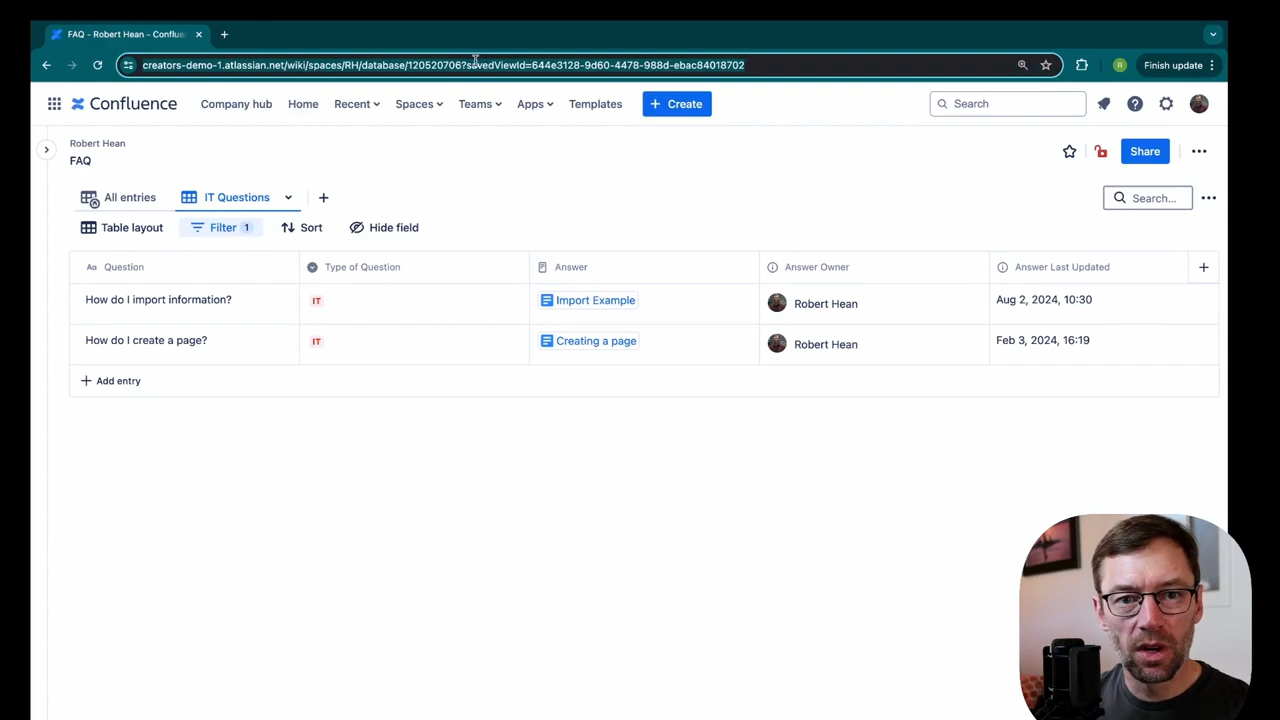 FAQ - Robert Hean - Conflue
creators-demo-1.atlassian.net/wiki/spaces/RH/database/120520706?savedViewId=644e3128-9d60-4478-988d-ebac84018702
R
Finish update
Confluence
Company hub
Home
Recent
Spaces
Teams
Apps
Templates
+ Create
Search
Robert Hean
FAQ
Share
All entries
IT Questions
Search...
Table layout
Filter 1
Sort
Hide field
Aa Question
Type of Question
Answer
Answer Owner
Answer Last Updated
How do I import information?
IT
Import Example
Robert Hean
Aug 2, 2024, 10:30
How do I create a page?
IT
Creating a page
Robert Hean
Feb 3, 2024, 16:19
+ Add entry